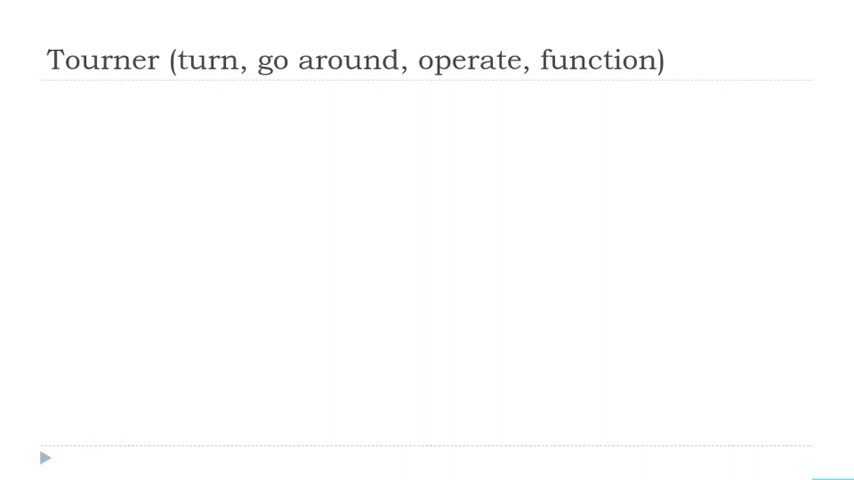 Tourner (turn, go around, operate, function)